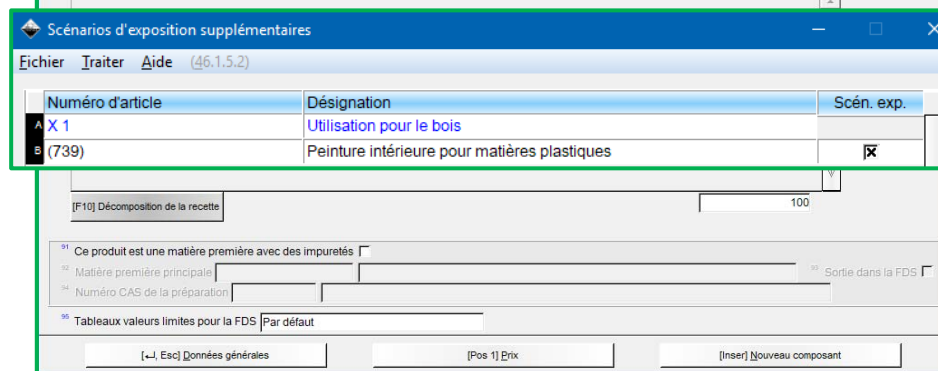 Scénarios d'exposition supplémentaires
Fichier Traiter Aide (46.1.5.2)
Numéro d'article Désignation Scén. exp.
A X 1 Utilisation pour le bois
B (739) Peinture intérieure pour matières plastiques
[F10] Décomposition de la recette 100
91 Ce produit est une matière première avec des impuretés
92 Matière première principale 93 Sortie dans la FDS
94 Numéro CAS de la préparation
95 Tableaux valeurs limites pour la FDS Par défaut
[↵, Esc] Données générales [Pos 1] Prix [Inser] Nouveau composant